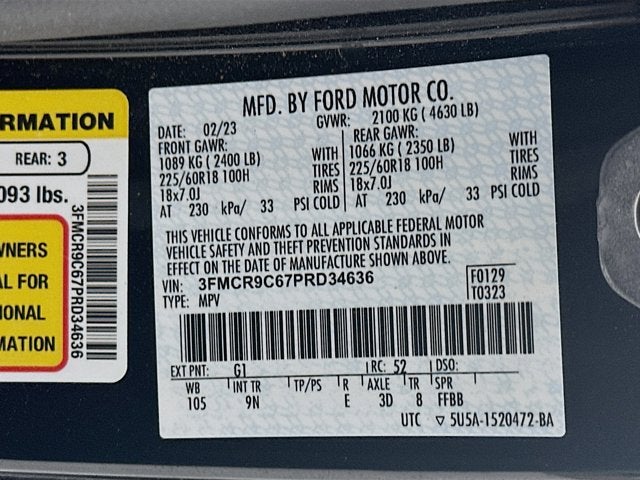 RMATION
REAR: 3
093 lbs.
WNERS
AL FOR
IONAL
MATION
3FMCR9C67PRD34636
MFD. BY FORD MOTOR CO.
DATE: 02/23 GVWR: 2100 KG ( 4630 LB)
FRONT GAWR: REAR GAWR:
1089 KG ( 2400 LB) WITH 1066 KG ( 2350 LB) WITH
225/60R18 100H TIRES 225/60R18 100H TIRES
18x7.0J RIMS 18x7.0J RIMS
AT 230 kPa/ 33 PSI COLD AT 230 kPa/ 33 PSI COLD
THIS VEHICLE CONFORMS TO ALL APPLICABLE FEDERAL MOTOR
VEHICLE SAFETY AND THEFT PREVENTION STANDARDS IN
EFFECT ON THE DATE OF MANUFACTURE SHOWN ABOVE.
VIN: 3FMCR9C67PRD34636 F0129
TYPE: MPV T0323
EXT PNT: G1 RC: 52 DSO:
WB INT TR TP/PS R AXLE TR SPR
105 9N E 3D 8 FFBB
UTC ▽ 5U5A-1520472-BA